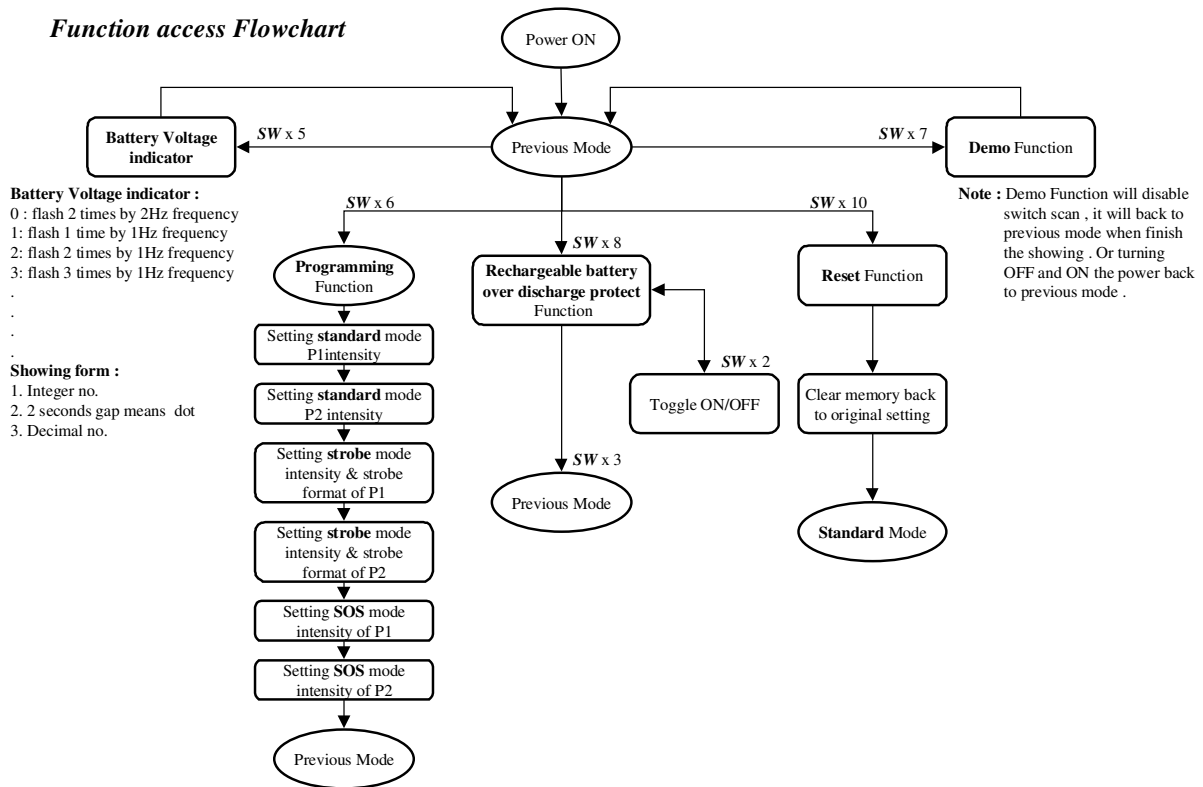 Function access Flowchart
Power ON
Battery Voltage
indicator
SW x 5
Previous Mode
SW x 7
Demo Function
Battery Voltage indicator :
0 : flash 2 times by 2Hz frequency
1: flash 1 time by 1Hz frequency
2: flash 2 times by 1Hz frequency
3: flash 3 times by 1Hz frequency
.
.
.
.
Showing form :
1. Integer no.
2. 2 seconds gap means dot
3. Decimal no.
Note : Demo Function will disable
switch scan , it will back to
previous mode when finish
the showing . Or turning
OFF and ON the power back
to previous mode .
SW x 6
Programming
Function
Setting standard mode
P1intensity
Setting standard mode
P2 intensity
Setting strobe mode
intensity & strobe
format of P1
Setting strobe mode
intensity & strobe
format of P2
Setting SOS mode
intensity of P1
Setting SOS mode
intensity of P2
Previous Mode
SW x 8
Rechargeable battery
over discharge protect
Function
SW x 2
Toggle ON/OFF
SW x 3
Previous Mode
SW x 10
Reset Function
Clear memory back
to original setting
Standard Mode